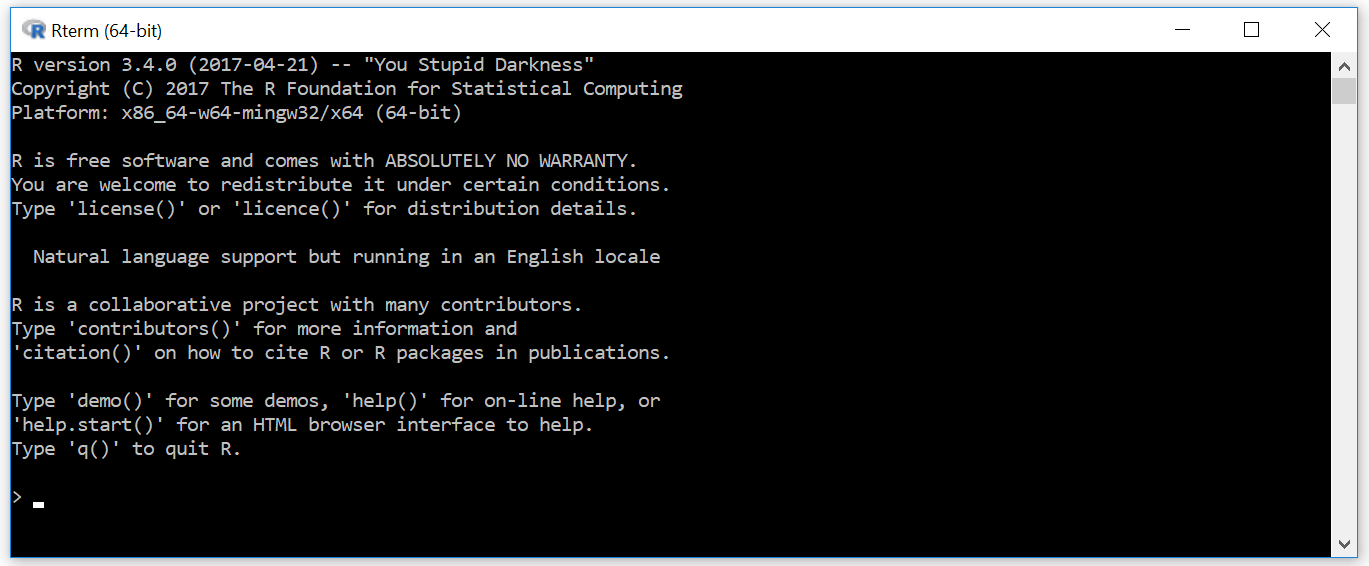 Rterm (64-bit)
R version 3.4.0 (2017-04-21) -- "You Stupid Darkness"
Copyright (C) 2017 The R Foundation for Statistical Computing
Platform: x86_64-w64-mingw32/x64 (64-bit)
R is free software and comes with ABSOLUTELY NO WARRANTY.
You are welcome to redistribute it under certain conditions.
Type 'license()' or 'licence()' for distribution details.
Natural language support but running in an English locale
R is a collaborative project with many contributors.
Type 'contributors()' for more information and
'citation()' on how to cite R or R packages in publications.
Type 'demo()' for some demos, 'help()' for on-line help, or
'help.start()' for an HTML browser interface to help.
Type 'q()' to quit R.
>